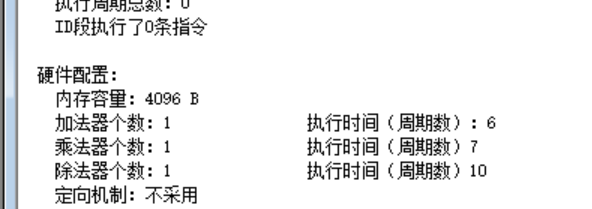 执行周期总数：0
ID段执行了0条指令
硬件配置：
内存容量：4096 B
加法器个数：1 执行时间（周期数）：6
乘法器个数：1 执行时间（周期数）7
除法器个数：1 执行时间（周期数）10
定向机制：不采用